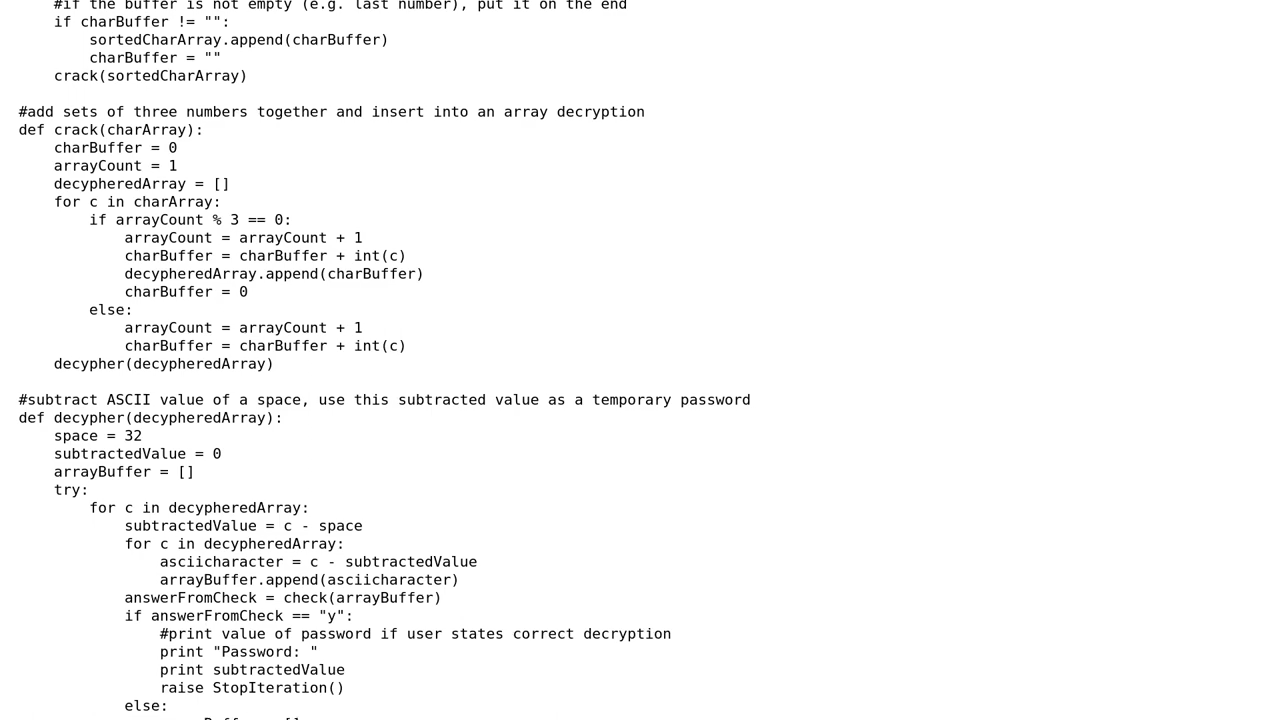 #if the buffer is not empty (e.g. last number), put it on the end
if charBuffer != "":
sortedCharArray.append(charBuffer)
charBuffer = ""
crack(sortedCharArray)
#add sets of three numbers together and insert into an array decryption
def crack(charArray):
charBuffer = 0
arrayCount = 1
decypheredArray = []
for c in charArray:
if arrayCount % 3 == 0:
arrayCount = arrayCount + 1
charBuffer = charBuffer + int(c)
decypheredArray.append(charBuffer)
charBuffer = 0
else:
arrayCount = arrayCount + 1
charBuffer = charBuffer + int(c)
decypher(decypheredArray)
#subtract ASCII value of a space, use this subtracted value as a temporary password
def decypher(decypheredArray):
space = 32
subtractedValue = 0
arrayBuffer = []
try:
for c in decypheredArray:
subtractedValue = c - space
for c in decypheredArray:
asciicharacter = c - subtractedValue
arrayBuffer.append(asciicharacter)
answerFromCheck = check(arrayBuffer)
if answerFromCheck == "y":
#print value of password if user states correct decryption
print "Password: "
print subtractedValue
raise StopIteration()
else: